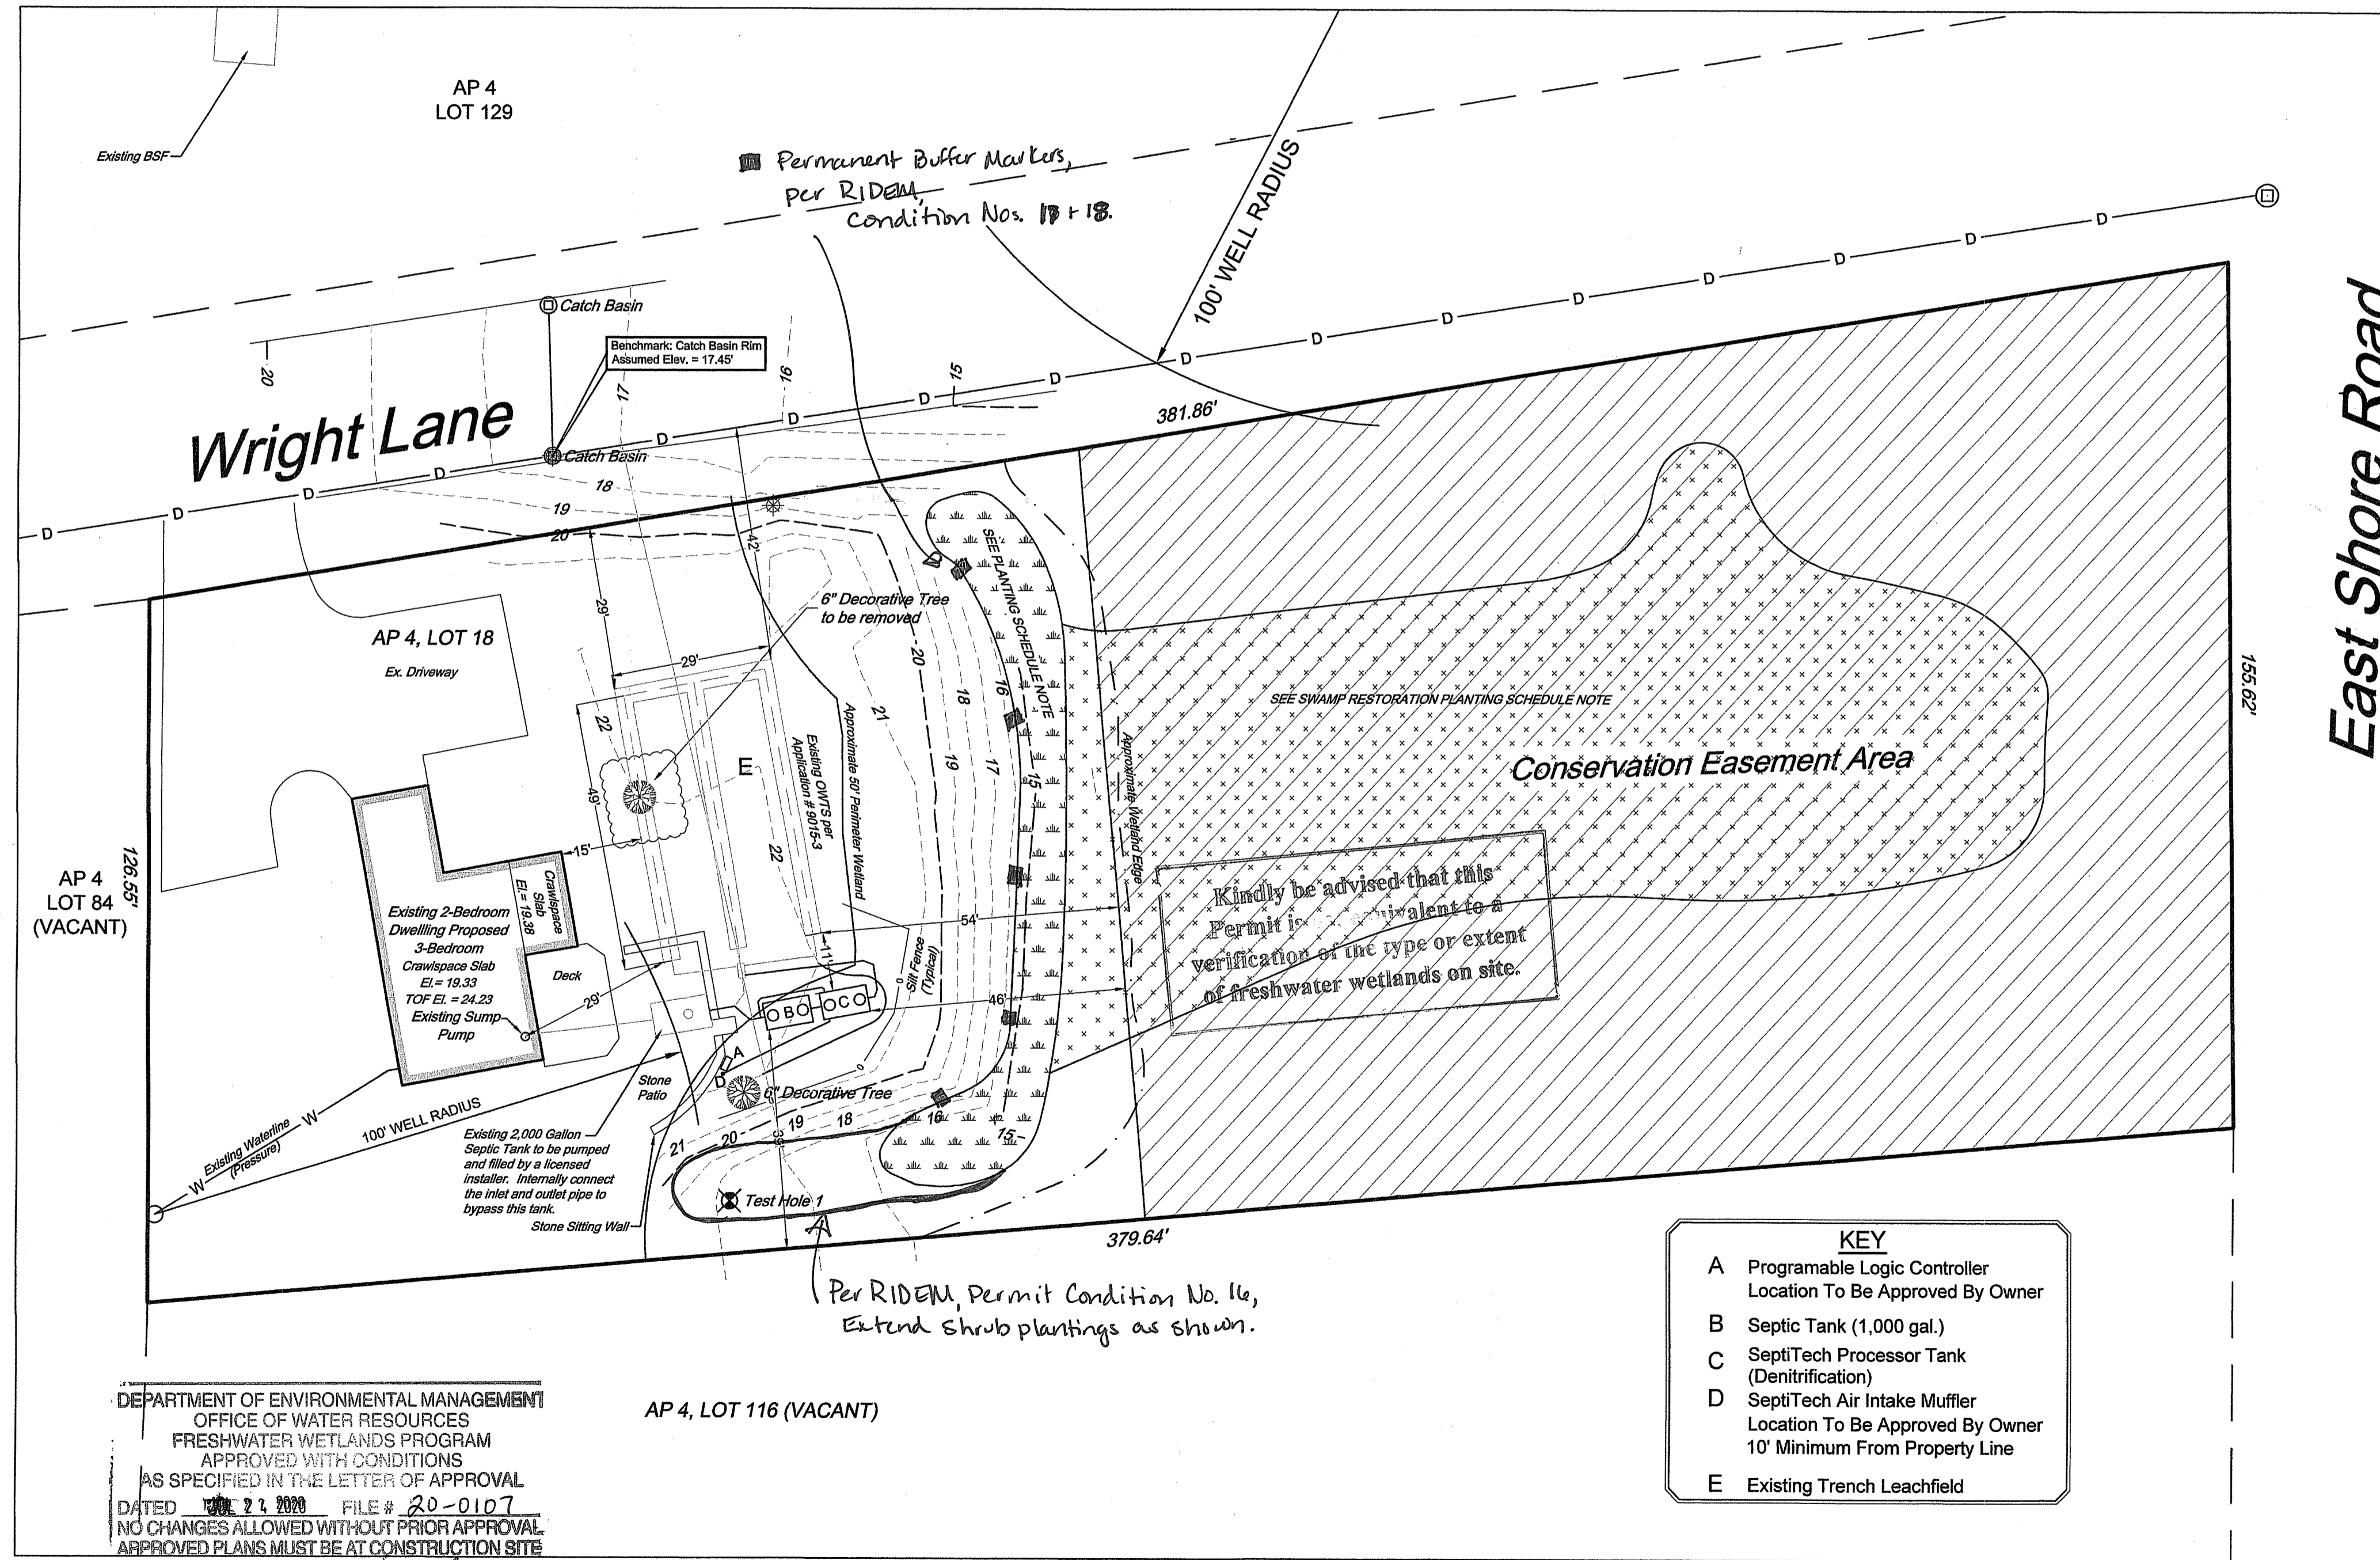 AP 4
LOT 129
Existing BSF
Permanent Buffer Markers,
per RIDEM,
Condition Nos. 18.
100' WELL RADIUS
D D D D D D D D D D D D D D D D
Catch Basin
Benchmark: Catch Basin Rim
Assumed Elev. = 17.45'
20
17
16
15
Wright Lane
Catch Basin
381.86'
18
19
20
42'
29'
6" Decorative Tree
to be removed
SEE PLANTING SCHEDULE NOTE
AP 4, LOT 18
Ex. Driveway
29'
22
49'
E
Existing OWTS per
Application # 9015-3
Approximate 50' Perimeter Wetland
21
20
18
16
19
17
15
22
Approximate Wetland Edge
SEE SWAMP RESTORATION PLANTING SCHEDULE NOTE
Conservation Easement Area
155.62'
East Shore Road
126.55'
AP 4
LOT 84
(VACANT)
15'
Crawlspace
Slab
El.= 19.38
Existing 2-Bedroom
Dwellling Proposed
3-Bedroom
Crawlspace Slab
El.= 19.33
TOF El. = 24.23
Existing Sump
Pump
Deck
29'
11'
54'
46'
Silt Fence
(Typical)
B
C
A
D
Kindly be advised that this
Permit is equivalent to a
verification of the type or extent
of freshwater wetlands on site.
Stone
Patio
6" Decorative Tree
21
20
19
18
16
15
39'
Existing Waterline
(Pressure)
W W W
100' WELL RADIUS
Existing 2,000 Gallon
Septic Tank to be pumped
and filled by a licensed
installer. Internally connect
the inlet and outlet pipe to
bypass this tank.
Stone Sitting Wall
Test Hole 1
379.64'
Per RIDEM, Permit Condition No. 16,
Extend Shrub plantings as shown.
AP 4, LOT 116 (VACANT)
KEY
A Programable Logic Controller
Location To Be Approved By Owner
B Septic Tank (1,000 gal.)
C SeptiTech Processor Tank
(Denitrification)
D SeptiTech Air Intake Muffler
Location To Be Approved By Owner
10' Minimum From Property Line
E Existing Trench Leachfield
DEPARTMENT OF ENVIRONMENTAL MANAGEMENT
OFFICE OF WATER RESOURCES
FRESHWATER WETLANDS PROGRAM
APPROVED WITH CONDITIONS
AS SPECIFIED IN THE LETTER OF APPROVAL
DATED 2020 FILE # 20-0107
NO CHANGES ALLOWED WITHOUT PRIOR APPROVAL
APPROVED PLANS MUST BE AT CONSTRUCTION SITE